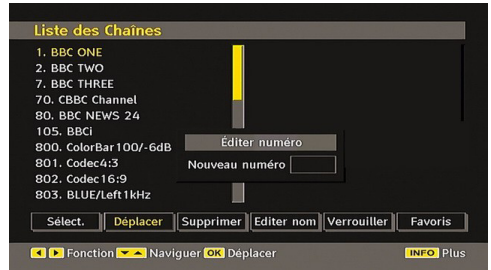 Liste des Chaînes
1. BBC ONE
2. BBC TWO
7. BBC THREE
70. CBBC Channel
80. BBC NEWS 24
105. BBCi
800. ColorBar100/-6dB
801. Codec4:3
802. Codec16:9
803. BLUE/Left1kHz
Éditer numéro
Nouveau numéro
Sélect. Déplacer Supprimer Editer nom Verrouiller Favoris
Fonction Naviguer OK Déplacer INFO Plus